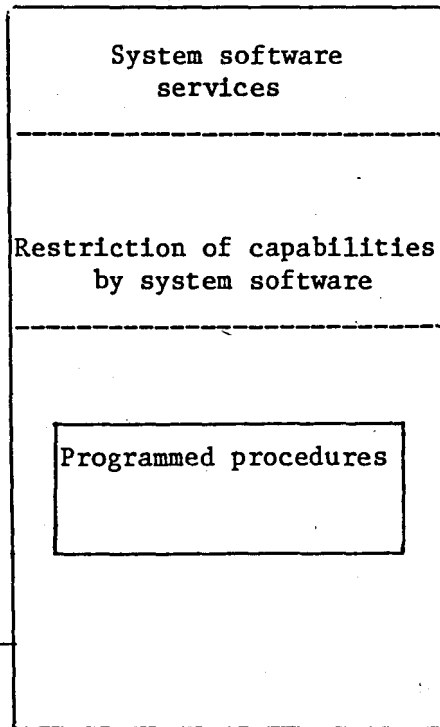 System software
services
Restriction of capabilities
by system software
Programmed procedures